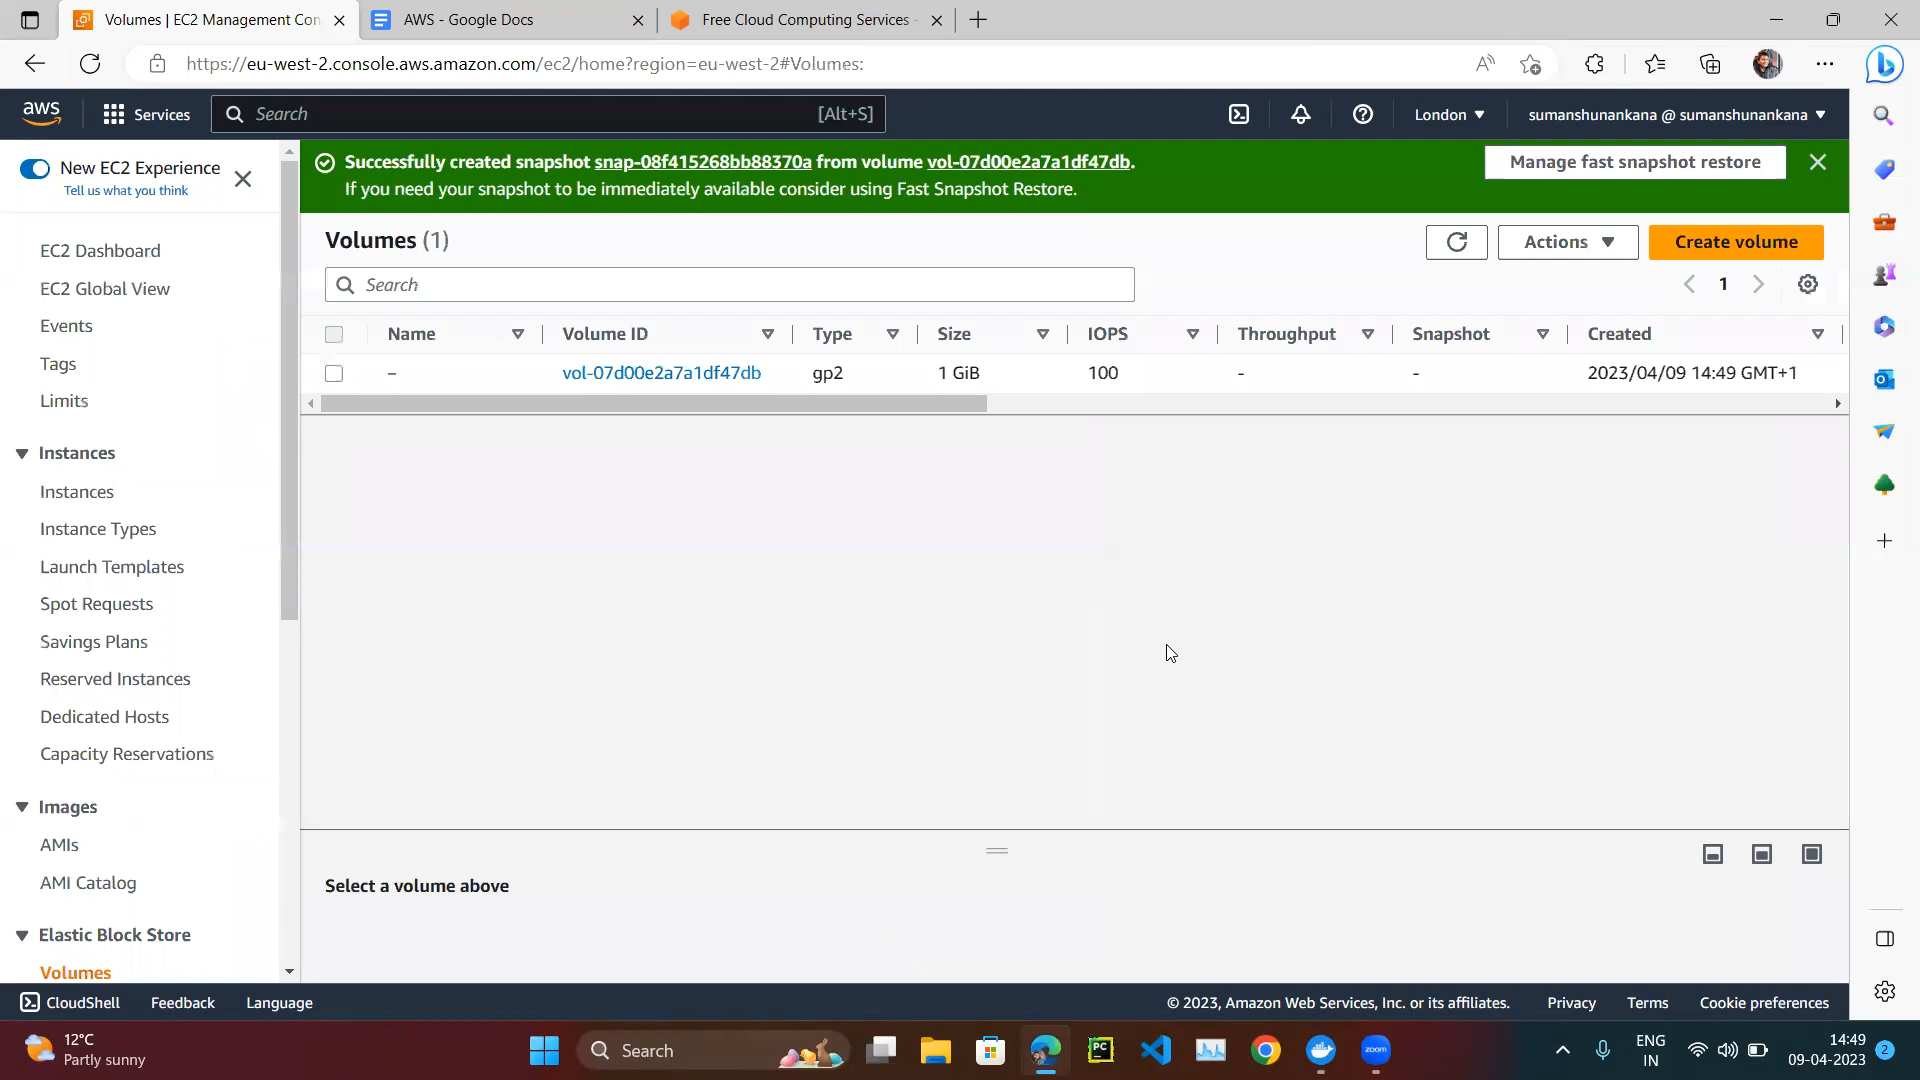 Volumes | EC2 Management Con
AWS - Google Docs
Free Cloud Computing Services -
https://eu-west-2.console.aws.amazon.com/ec2/home?region=eu-west-2#Volumes:
aws
Services
Search
[Alt+S]
London
sumanshunankana @ sumanshunankana
New EC2 Experience
Tell us what you think
Successfully created snapshot snap-08f415268bb88370a from volume vol-07d00e2a7a1df47db.
If you need your snapshot to be immediately available consider using Fast Snapshot Restore.
Manage fast snapshot restore
EC2 Dashboard
EC2 Global View
Events
Tags
Limits
Instances
Instances
Instance Types
Launch Templates
Spot Requests
Savings Plans
Reserved Instances
Dedicated Hosts
Capacity Reservations
Images
AMIs
AMI Catalog
Elastic Block Store
Volumes
Volumes (1)
Actions
Create volume
Search
1
Name Volume ID Type Size IOPS Throughput Snapshot Created
– vol-07d00e2a7a1df47db gp2 1 GiB 100 - - 2023/04/09 14:49 GMT+1
Select a volume above
CloudShell
Feedback
Language
© 2023, Amazon Web Services, Inc. or its affiliates.
Privacy
Terms
Cookie preferences
12°C
Partly sunny
Search
PC
zoom
ENG
IN
14:49
09-04-2023
2